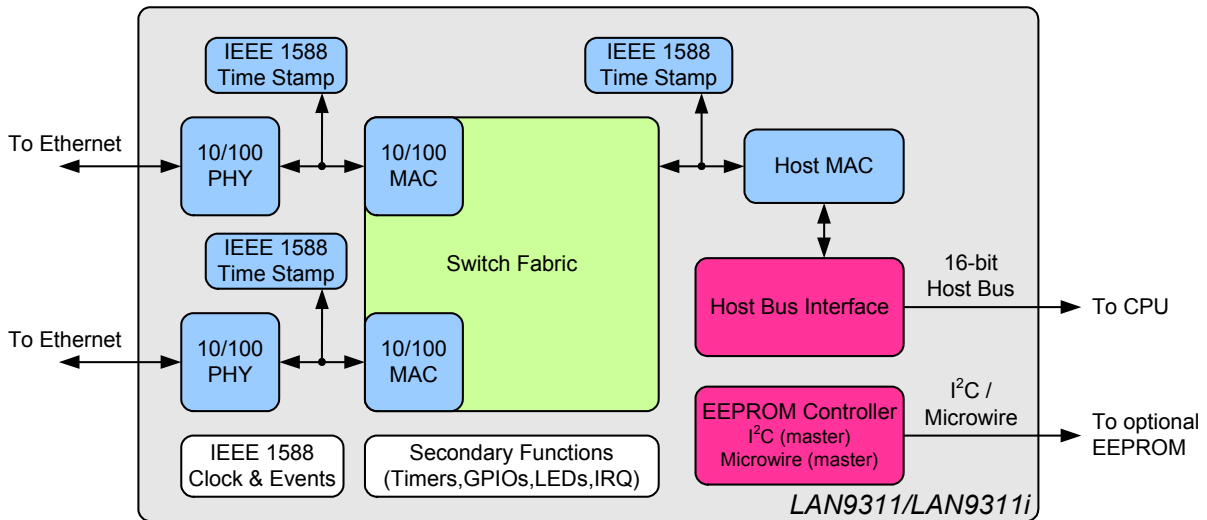 IEEE 1588
Time Stamp
IEEE 1588
Time Stamp
To Ethernet
10/100
PHY
10/100
MAC
Host MAC
IEEE 1588
Time Stamp
Switch Fabric
16-bit
Host Bus
Host Bus Interface
To CPU
To Ethernet
10/100
PHY
10/100
MAC
EEPROM Controller
I²C (master)
Microwire (master)
I²C /
Microwire
To optional
EEPROM
IEEE 1588
Clock & Events
Secondary Functions
(Timers,GPIOs,LEDs,IRQ)
LAN9311/LAN9311i